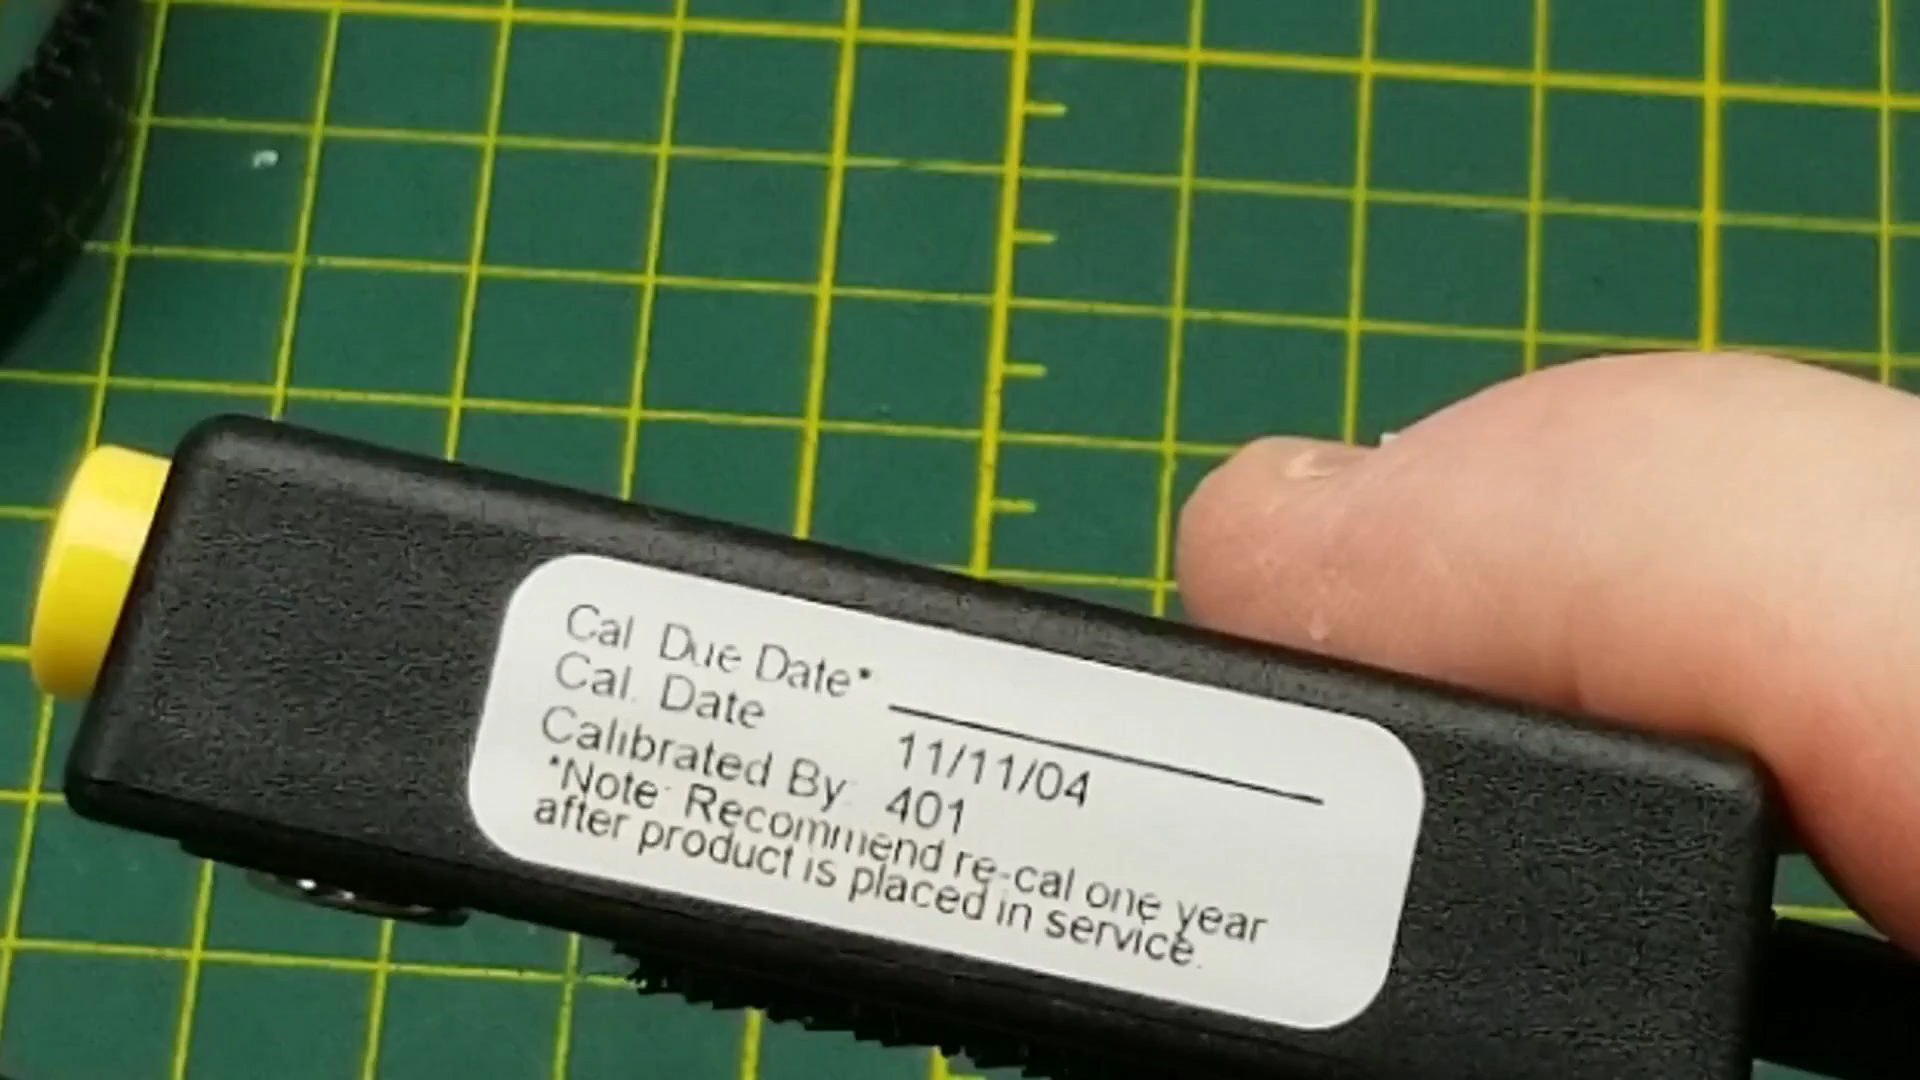 Cal. Due Date*
Cal. Date 11/11/04
Calibrated By: 401
*Note: Recommend re-cal one year
after product is placed in service.